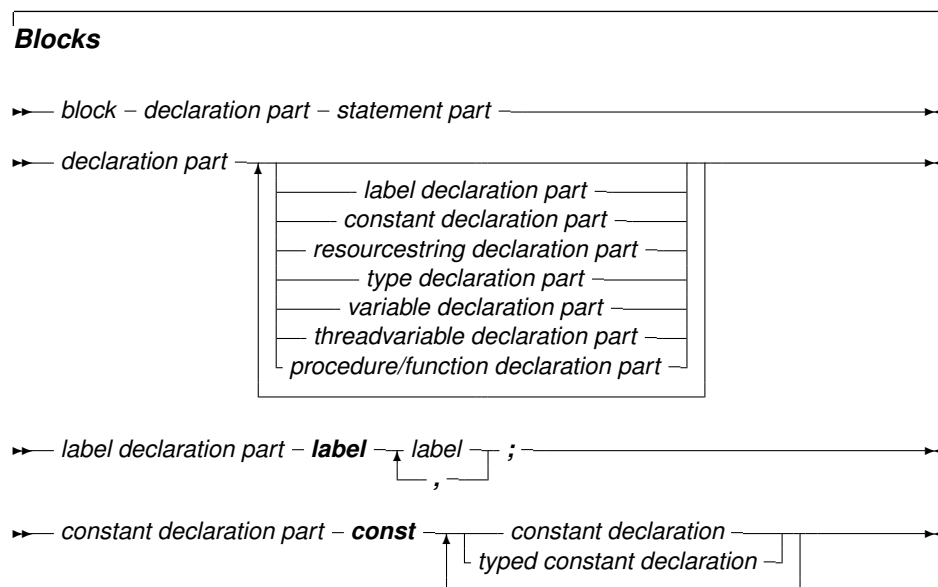 Blocks
block declaration part statement part
declaration part
label declaration part
constant declaration part
resourcestring declaration part
type declaration part
variable declaration part
threadvariable declaration part
procedure/function declaration part
label declaration part label label ;
,
constant declaration part const constant declaration
typed constant declaration